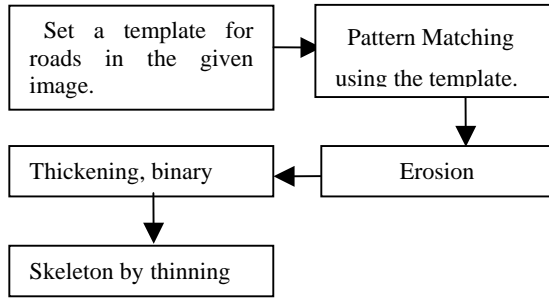 Set a template for
roads in the given
image.
Pattern Matching
using the template.
Erosion
Thickening, binary
Skeleton by thinning